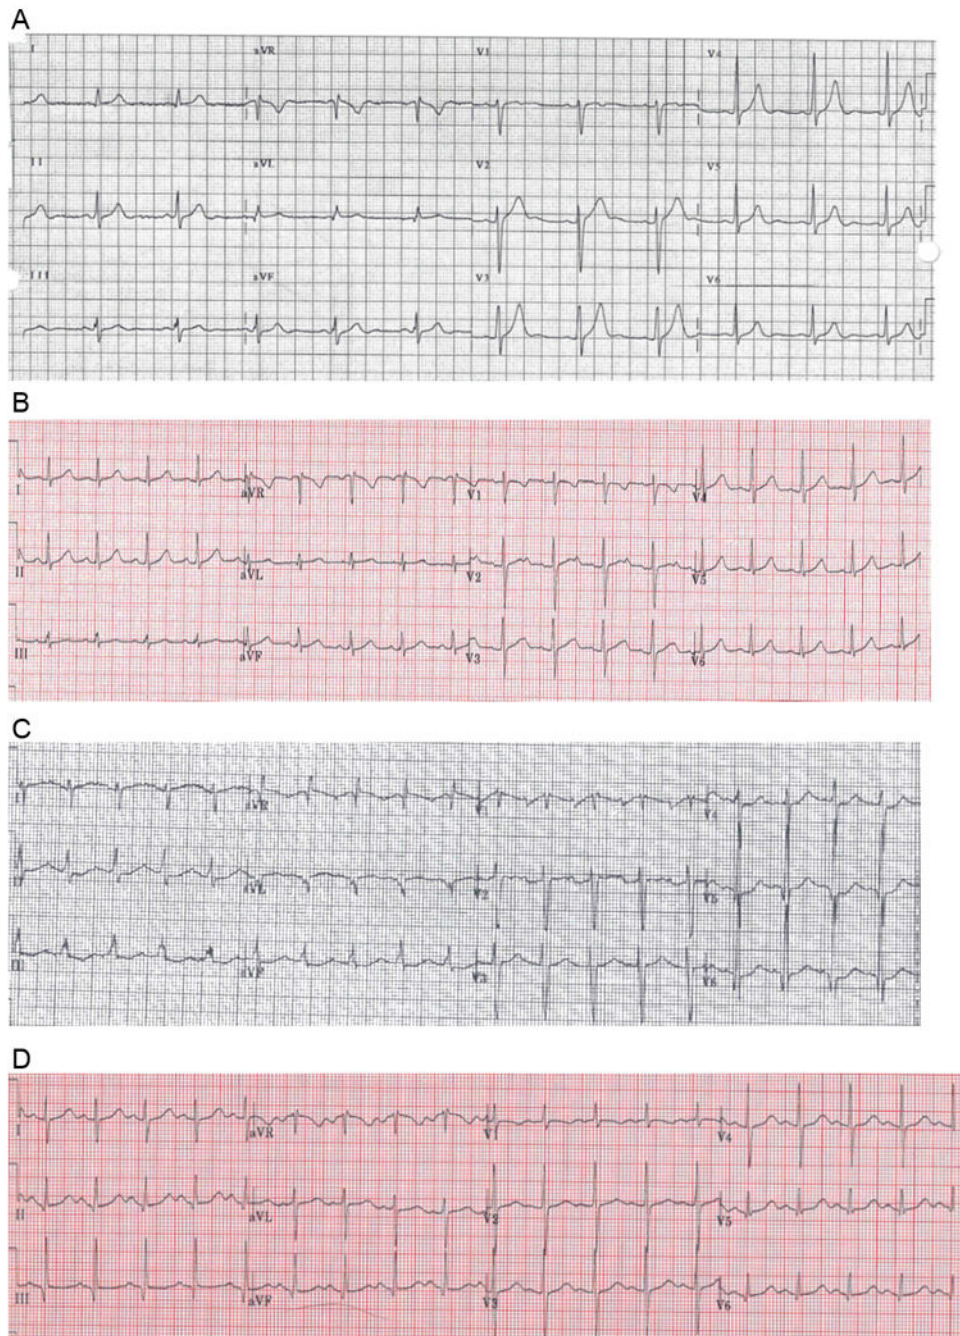 A
I aVR V1 V4
II aVL V2 V5
III aVF V3 V6
B
I aVR V1 V4
II aVL V2 V5
III aVF V3 V6
C
I aVR V4
aVL V2 V5
aVF V3 V6
D
I aVR V1 V4
II aVL V2 V5
III aVF V3 V6